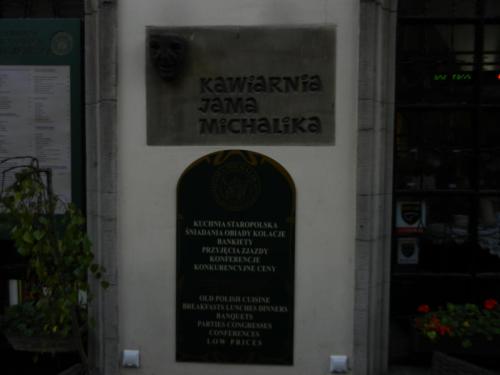 KAWIARNIA
JAMA
MICHALIKA
KUCHNIA STAROPOLSKA
ŚNIADANIA OBIADY KOLACJE
BANKIETY
PRZYJĘCIA ZJAZDY
KONFERENCJE
KONKURENCYJNE CENY
OLD POLISH CUISINE
BREAKFASTS LUNCHES DINNERS
BANQUETS
PARTIES CONGRESSES
CONFERENCES
LOW PRICES